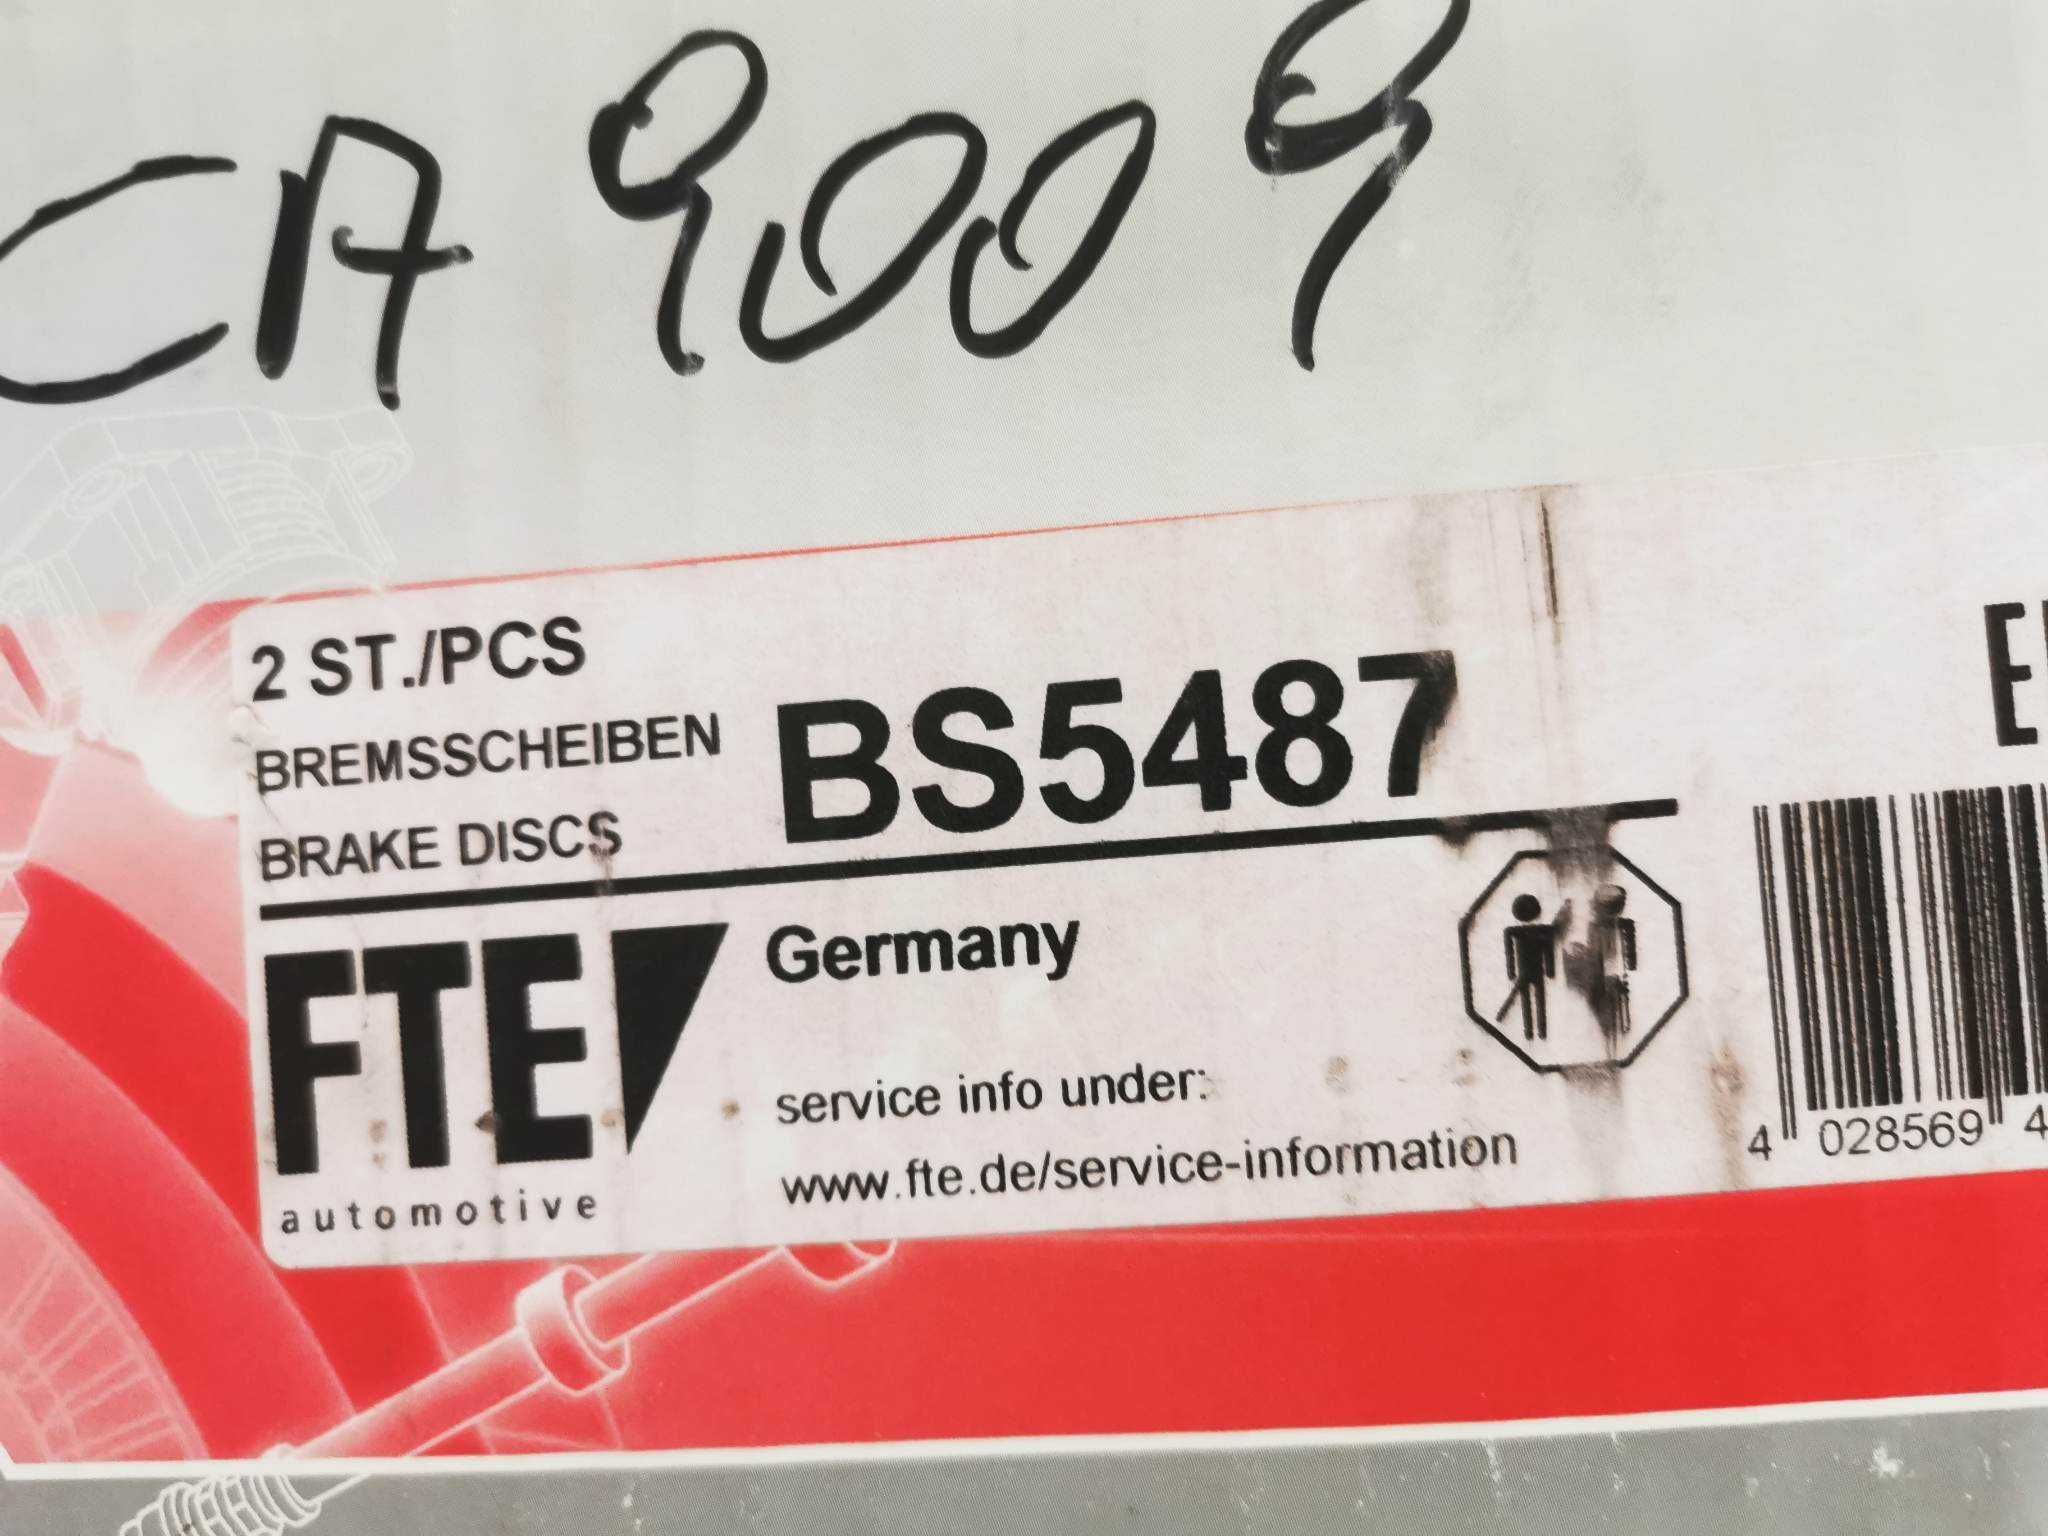 CA 9009
2 ST./PCS
BREMSSCHEIBEN
BRAKE DISCS
BS5487
FTE
automotive
Germany
service info under:
www.fte.de/service-information
E
4 028569 4